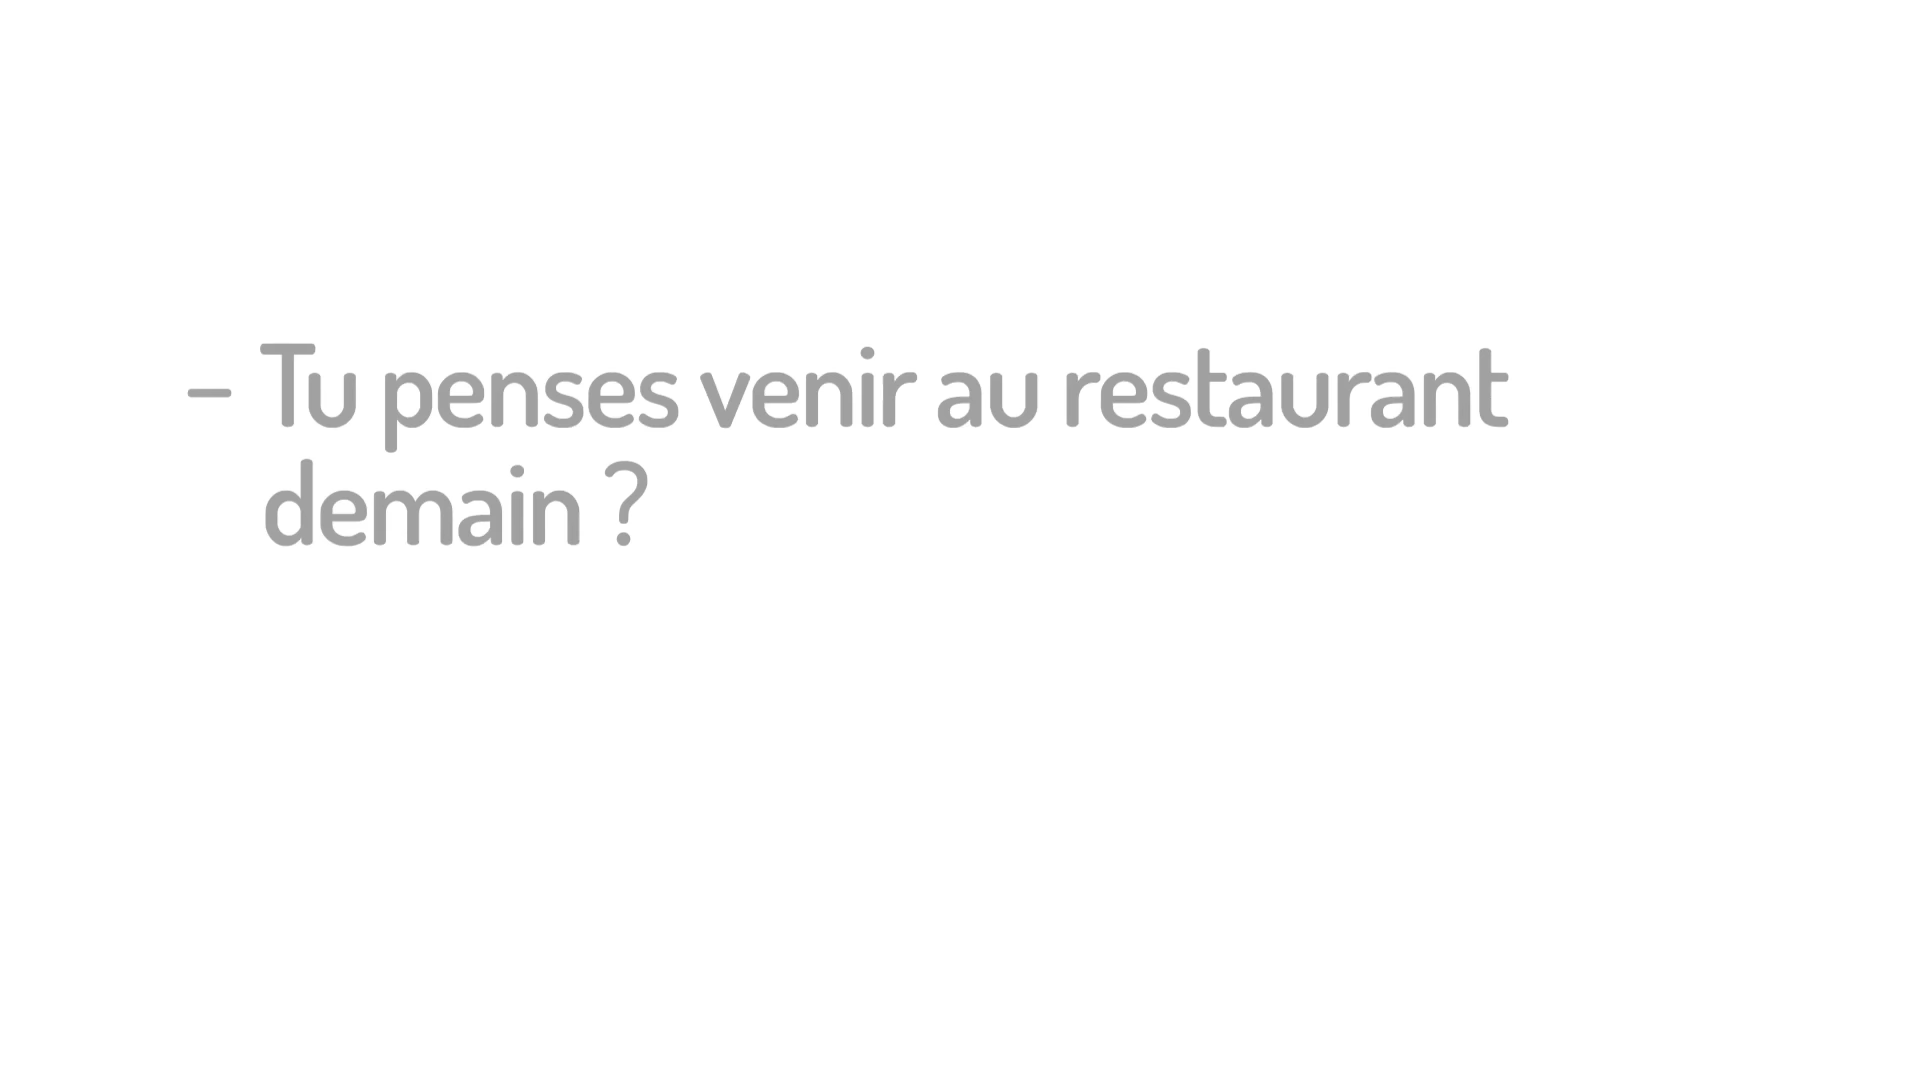 – Tu penses venir au restaurant
demain ?